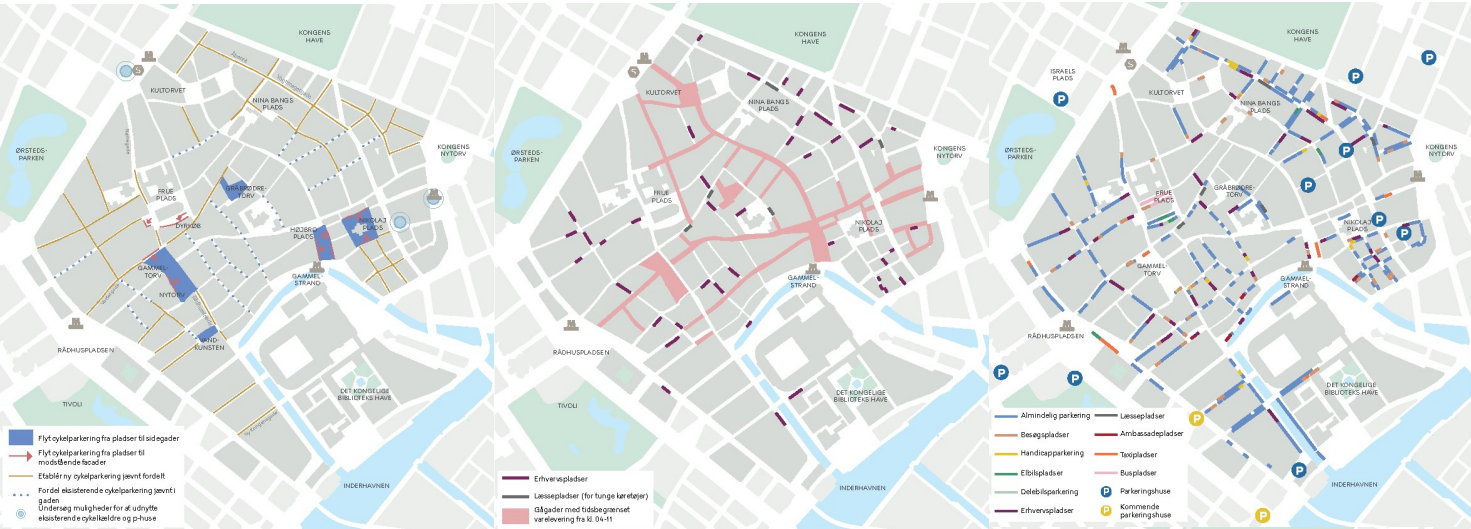 KONGENS
HAVE
KULTORVET
NINA BANGS
PLADS
ØRSTEDS-
PARKEN
KONGENS
NYTORV
FRUE
PLADS
GRÅBRØDRE-
TORV
DYRKØB
HØJBRO
PLADS
NIKOLAJ
PLADS
GAMMEL-
TORV
GAMMEL-
STRAND
NYTORV
VAND-
KUNSTEN
RÅDHUSPLADSEN
DET KONGELIGE
BIBLIOTEKS HAVE
TIVOLI
INDERHAVNEN
Flyt cykelparkering fra pladser til sidegader
Flyt cykelparkering fra pladser til
modstående facader
Etablér ny cykelparkering jævnt fordelt
Fordel eksisterende cykelparkering jævnt i
gaden
Undersøg muligheder for at udnytte
eksisterende cykelkældre og p-huse
KONGENS
HAVE
KULTORVET
NINA BANGS
PLADS
ØRSTEDS-
PARKEN
KONGENS
NYTORV
FRUE
PLADS
NIKOLAJ
PLADS
GAMMEL-
STRAND
RÅDHUSPLADSEN
DET KONGELIGE
BIBLIOTEKS HAVE
TIVOLI
INDERHAVNEN
Erhvervspladser
Læssepladser (for tunge køretøjer)
Gågader med tidsbegrænset
varelevering fra kl. 04-11
KONGENS
HAVE
ISRAELS
PLADS
KULTORVET
NINA BANGS
PLADS
ØRSTEDS-
PARKEN
KONGENS
NYTORV
FRUE
PLADS
GRÅBRØDRE-
TORV
NIKOLAJ
PLADS
GAMMEL-
TORV
GAMMEL-
STRAND
RÅDHUSPLADSEN
DET KONGELIGE
BIBLIOTEKS HAVE
INDERHAVNEN
Almindelig parkering
Besøgspladser
Handicapparkering
Elbilspladser
Delebilsparkering
Erhvervspladser
Læssepladser
Ambassadepladser
Taxipladser
Buspladser
P Parkeringshuse
P Kommende
parkeringshuse